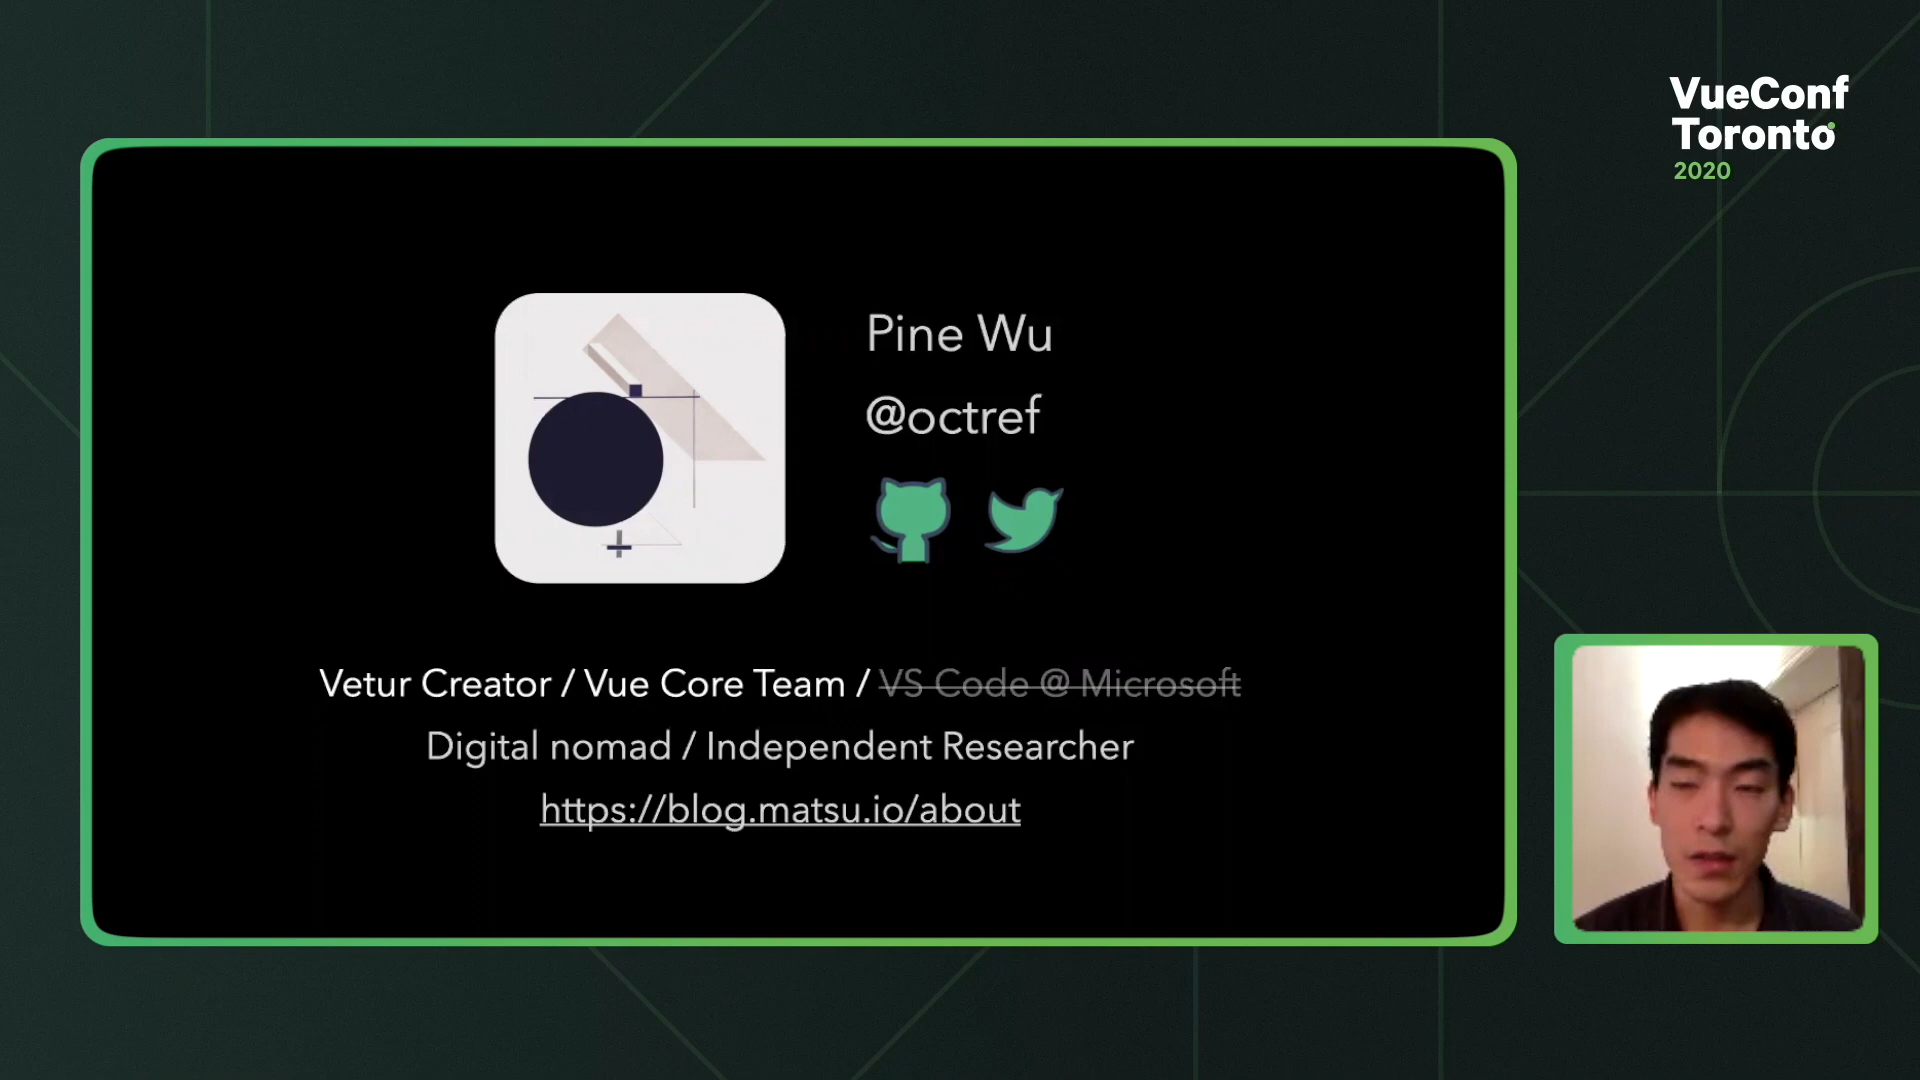 VueConf
Toronto
2020
Pine Wu
@octref
Vetur Creator / Vue Core Team / VS Code @ Microsoft
Digital nomad / Independent Researcher
https://blog.matsu.io/about